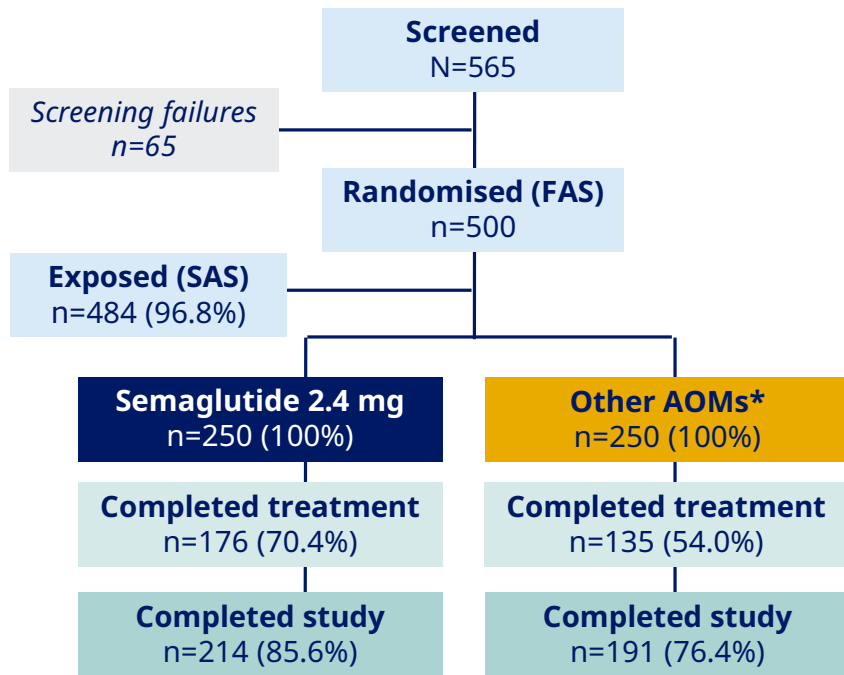 Screened
N=565
Screening failures
n=65
Randomised (FAS)
n=500
Exposed (SAS)
n=484 (96.8%)
Semaglutide 2.4 mg
n=250 (100%)
Other AOMs*
n=250 (100%)
Completed treatment
n=176 (70.4%)
Completed treatment
n=135 (54.0%)
Completed study
n=214 (85.6%)
Completed study
n=191 (76.4%)